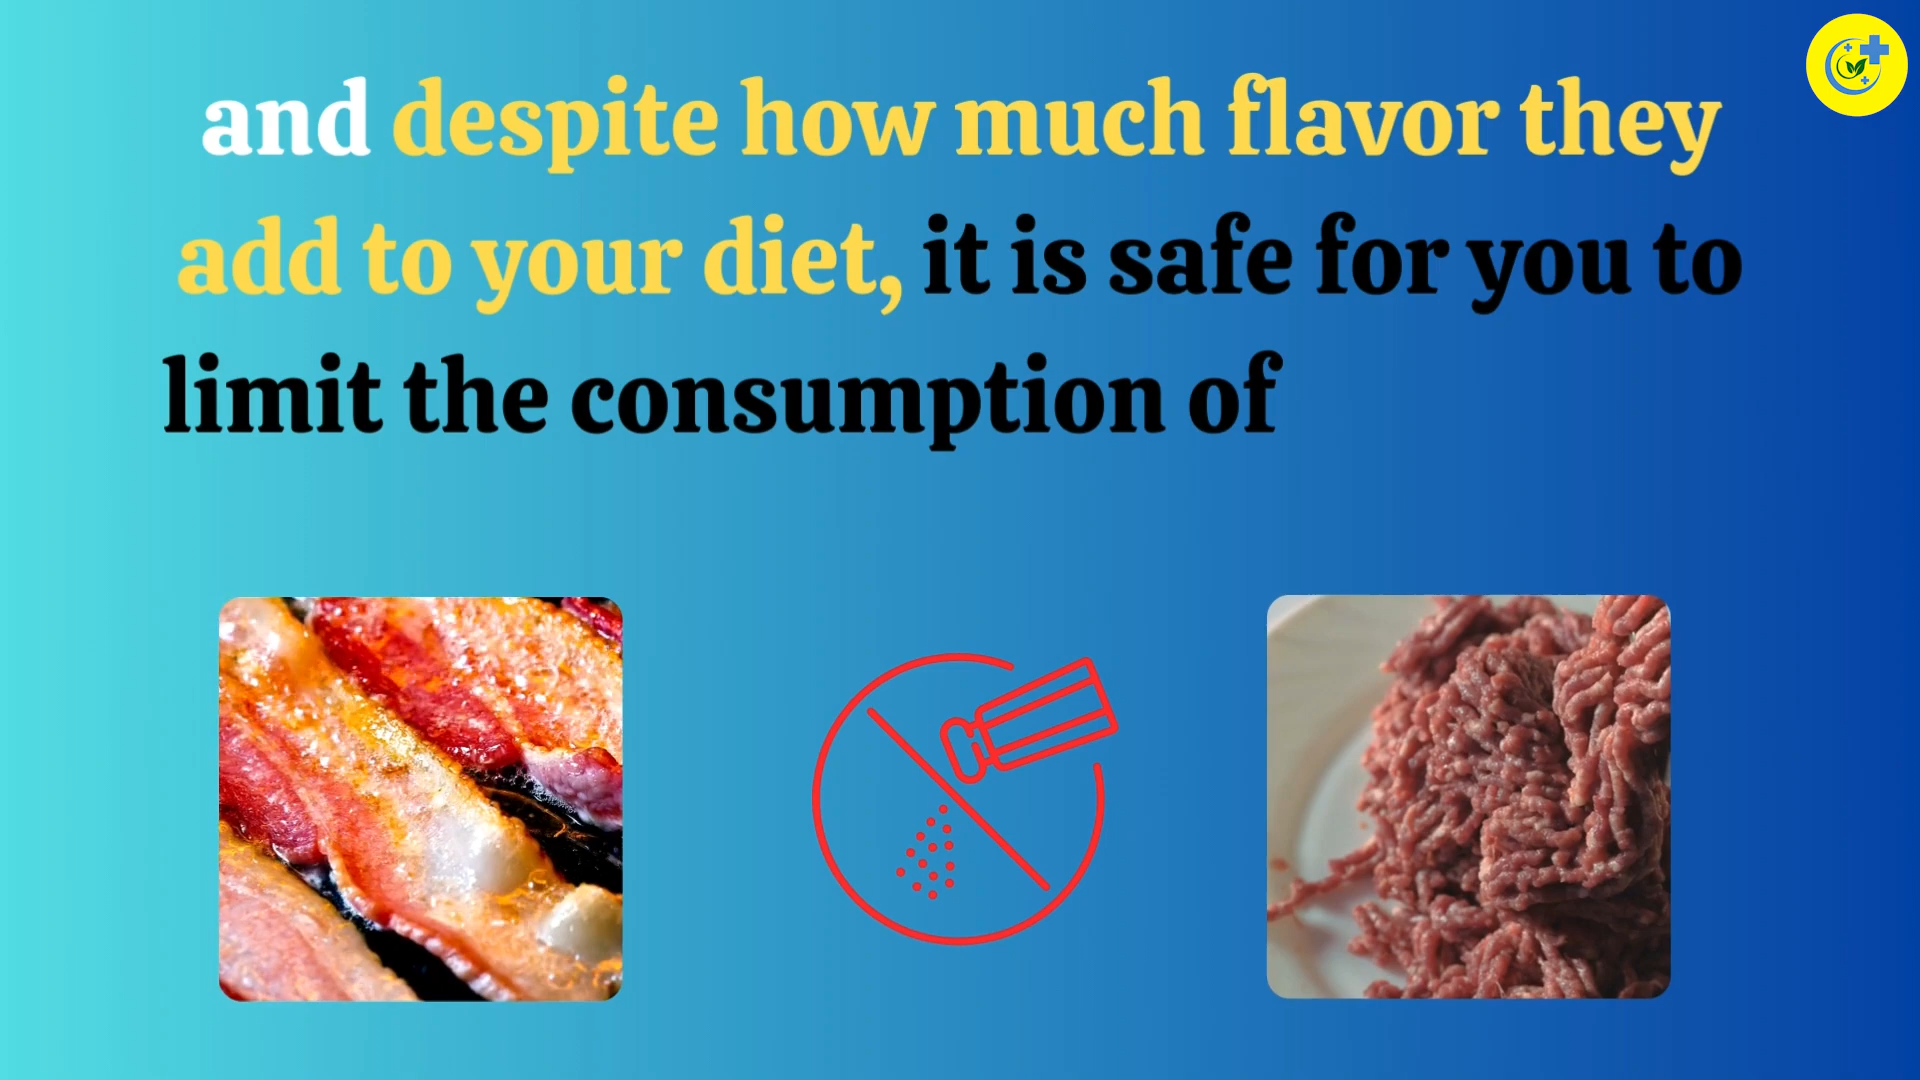 and despite how much flavor they
add to your diet, it is safe for you to
limit the consumption of